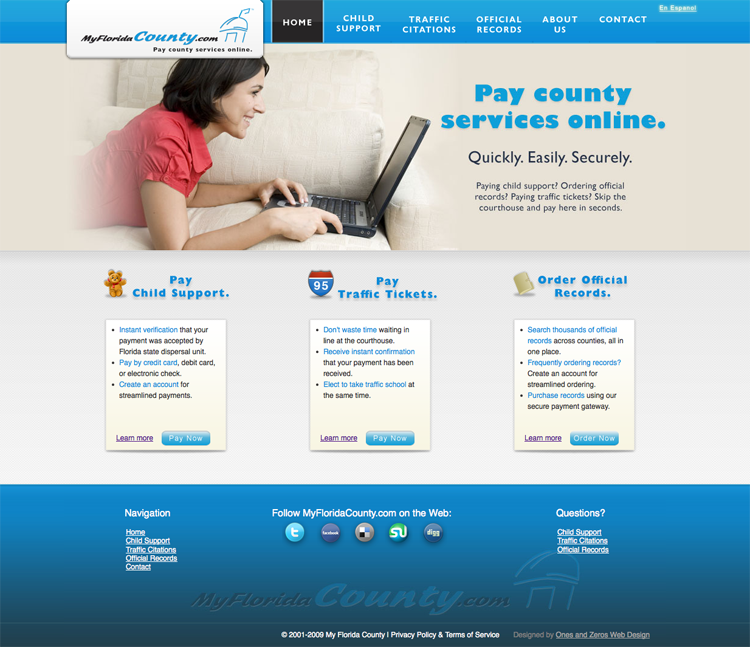 MyFloridaCounty.com
Pay county services online.
HOME
CHILD
SUPPORT
TRAFFIC
CITATIONS
OFFICIAL
RECORDS
ABOUT
US
CONTACT
En Espanol
Pay county
services online.
Quickly. Easily. Securely.
Paying child support? Ordering official
records? Paying traffic tickets? Skip the
courthouse and pay here in seconds.
Pay
Child Support.
• Instant verification that your
payment was accepted by
Florida state dispersal unit.
• Pay by credit card, debit card,
or electronic check.
• Create an account for
streamlined payments.
Learn more
Pay Now
95
Pay
Traffic Tickets.
• Don't waste time waiting in
line at the courthouse.
• Receive instant confirmation
that your payment has been
received.
• Elect to take traffic school at
the same time.
Learn more
Pay Now
Order Official
Records.
• Search thousands of official
records across counties, all in
one place.
• Frequently ordering records?
Create an account for
streamlined ordering.
• Purchase records using our
secure payment gateway.
Learn more
Order Now
Navigation
Home
Child Support
Traffic Citations
Official Records
Contact
Follow MyFloridaCounty.com on the Web:
t
facebook
digg
Questions?
Child Support
Traffic Citations
Official Records
MyFloridaCounty.com
© 2001-2009 My Florida County | Privacy Policy & Terms of Service
Designed by Ones and Zeros Web Design